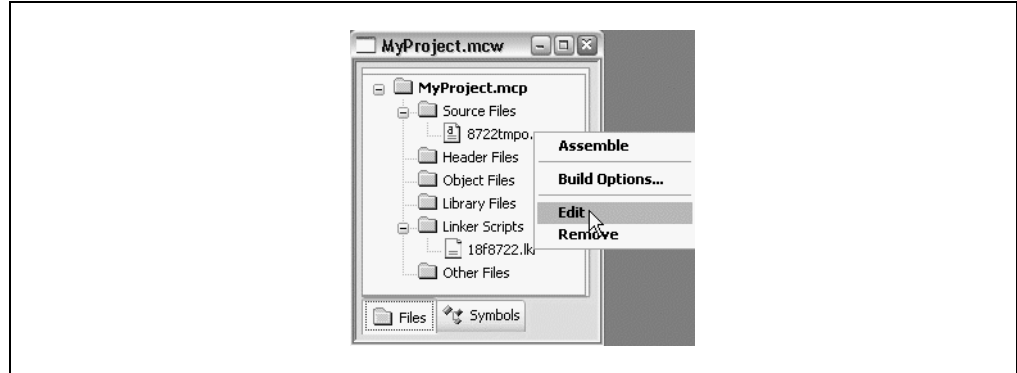 MyProject.mcw
MyProject.mcp
Source Files
8722tmpo.
Assemble
Header Files
Object Files
Build Options...
Library Files
Edit
Linker Scripts
Remove
18f8722.lk
Other Files
Files
Symbols